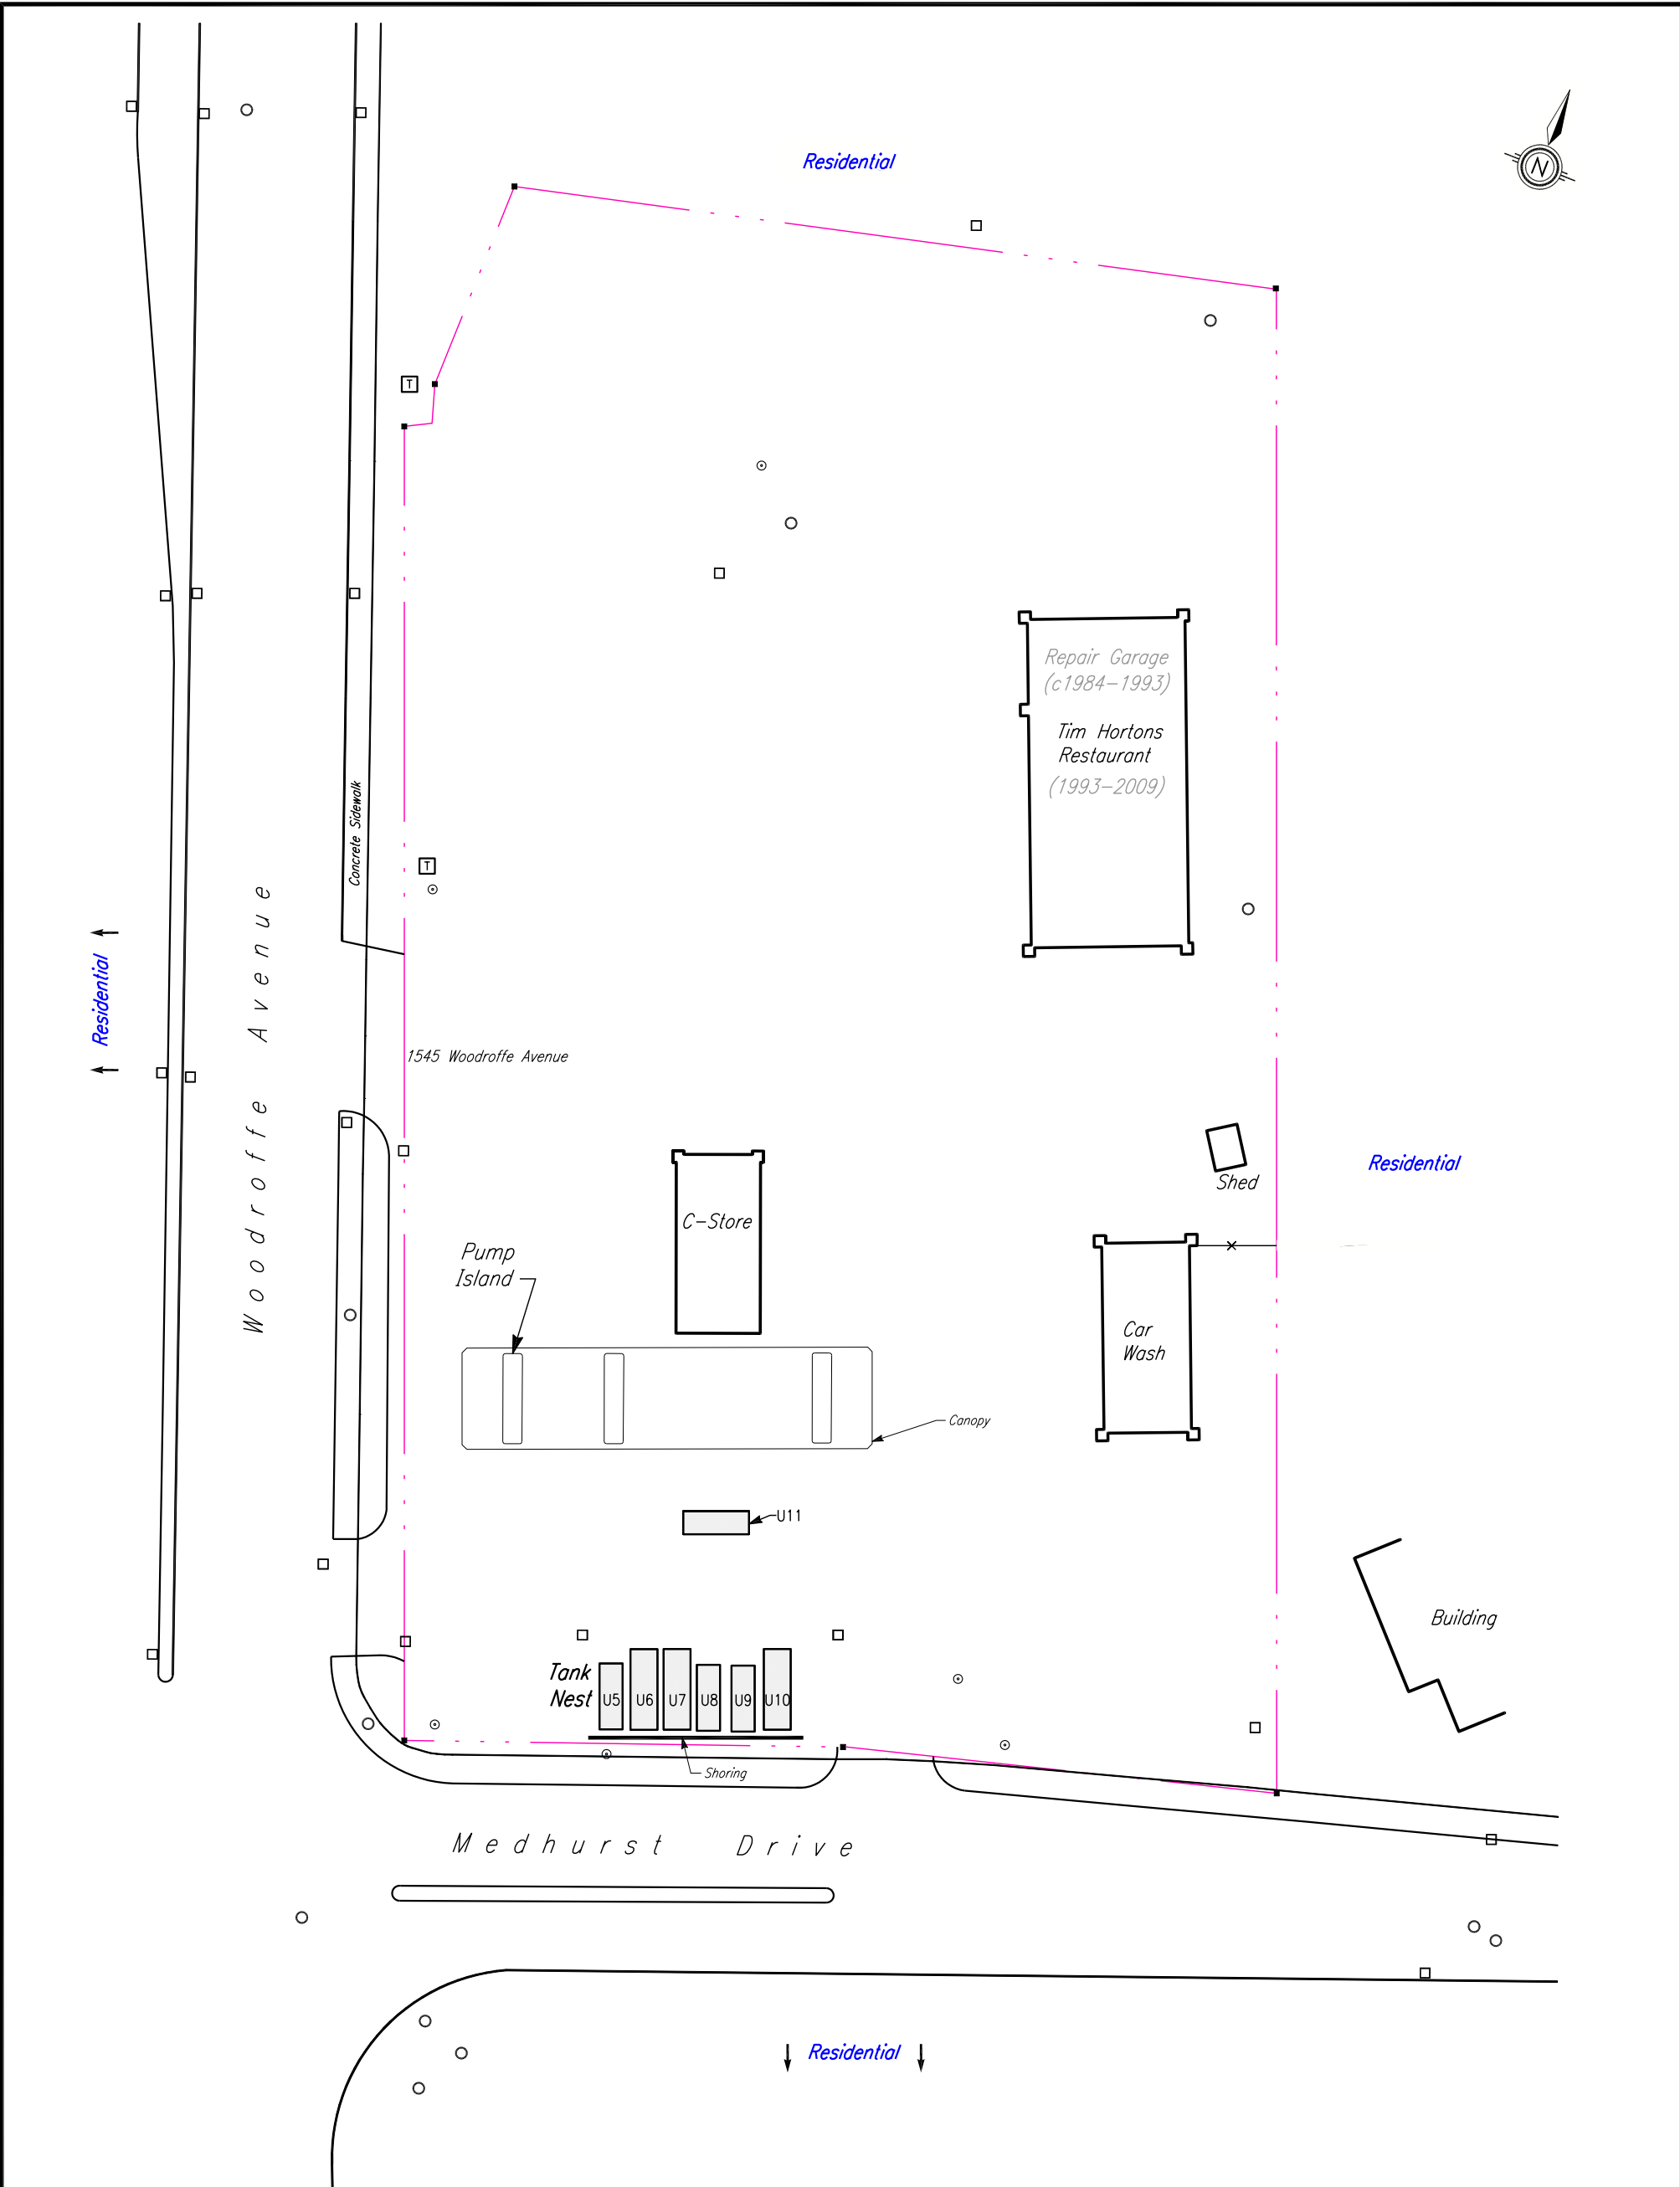 Residential
N
T
Repair Garage
(c1984-1993)
Tim Hortons
Restaurant
(1993-2009)
Concrete Sidewalk
T
Woodroffe Avenue
Residential
1545 Woodroffe Avenue
Residential
Shed
C-Store
Pump
Island
Car
Wash
Canopy
U11
Building
Tank
Nest
U5
U6
U7
U8
U9
U10
Shoring
Medhurst Drive
Residential